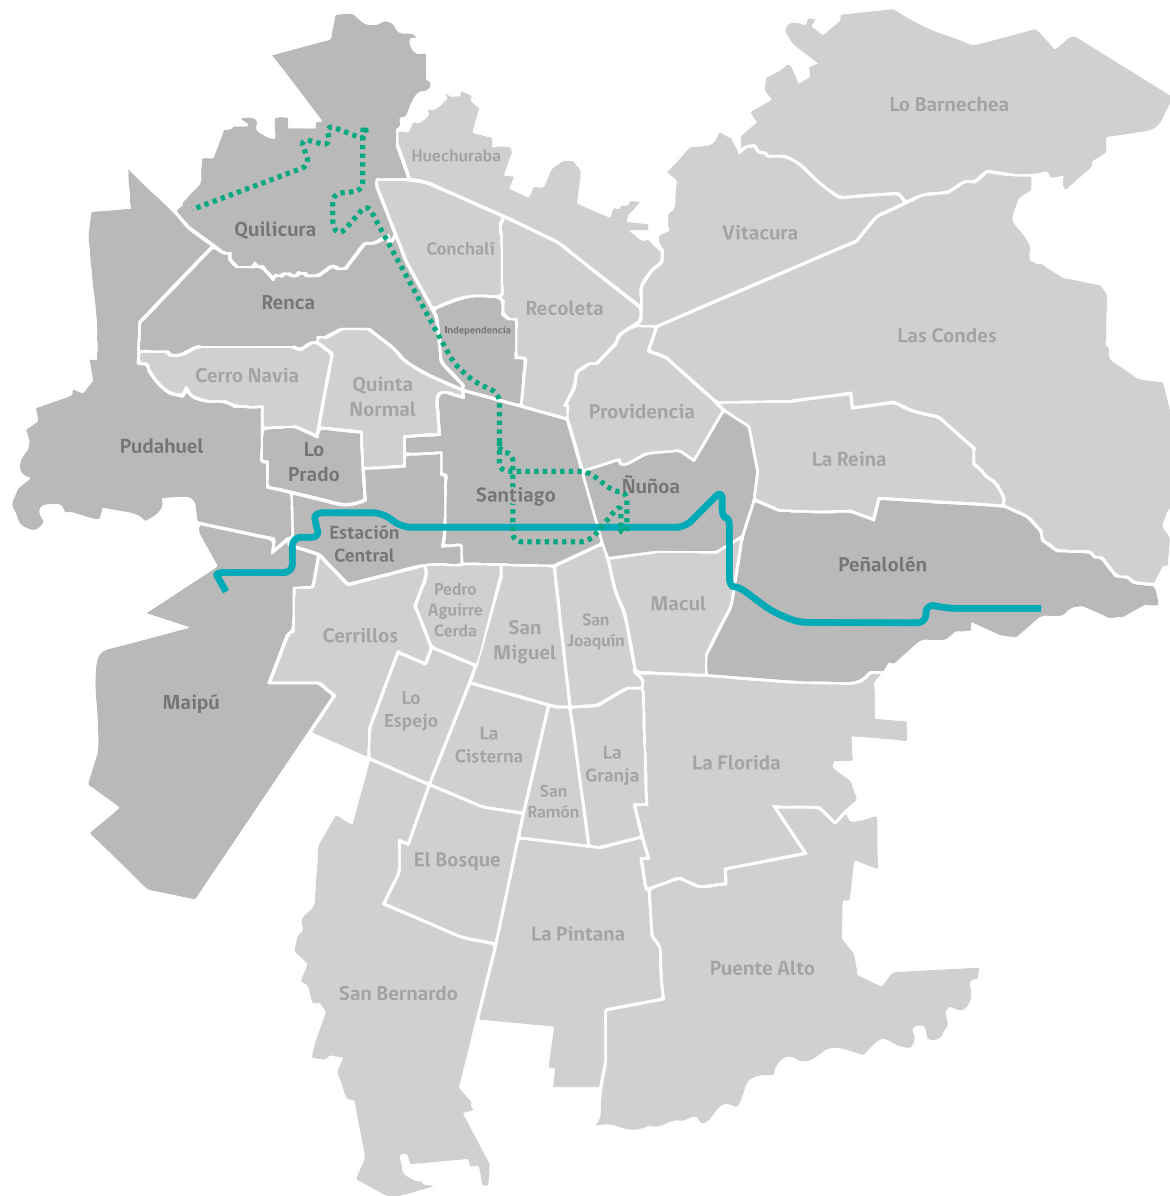 Lo Barnechea
Huechuraba
Quilicura
Vitacura
Conchalí
Renca
Recoleta
Independencia
Las Condes
Cerro Navia
Quinta
Normal
Providencia
Pudahuel
Lo
Prado
La Reina
Santiago
Ñuñoa
Estación
Central
Peñalolén
Pedro
Aguirre
Cerda
Macul
Cerrillos
San
Miguel
San
Joaquín
Maipú
Lo
Espejo
La
Cisterna
La
Granja
La Florida
San
Ramón
El Bosque
La Pintana
Puente Alto
San Bernardo